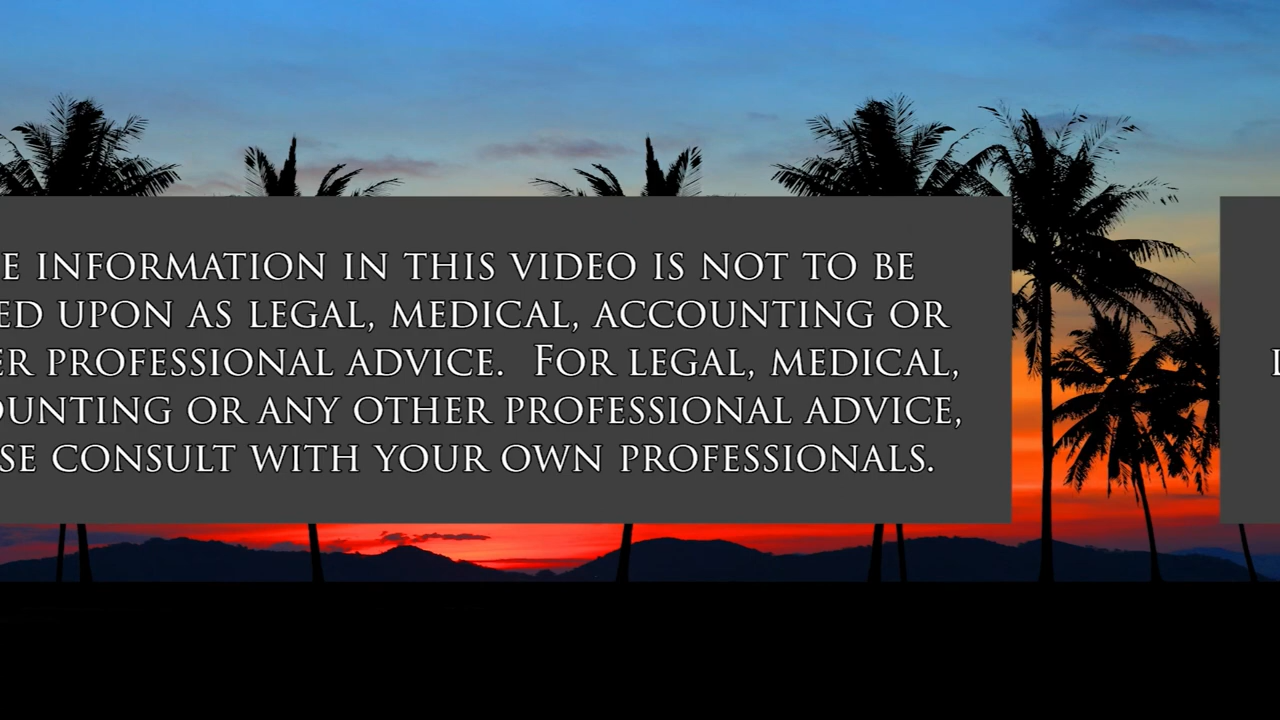 E INFORMATION IN THIS VIDEO IS NOT TO BE
ED UPON AS LEGAL, MEDICAL, ACCOUNTING OR
ER PROFESSIONAL ADVICE. FOR LEGAL, MEDICAL,
OUNTING OR ANY OTHER PROFESSIONAL ADVICE,
SE CONSULT WITH YOUR OWN PROFESSIONALS.